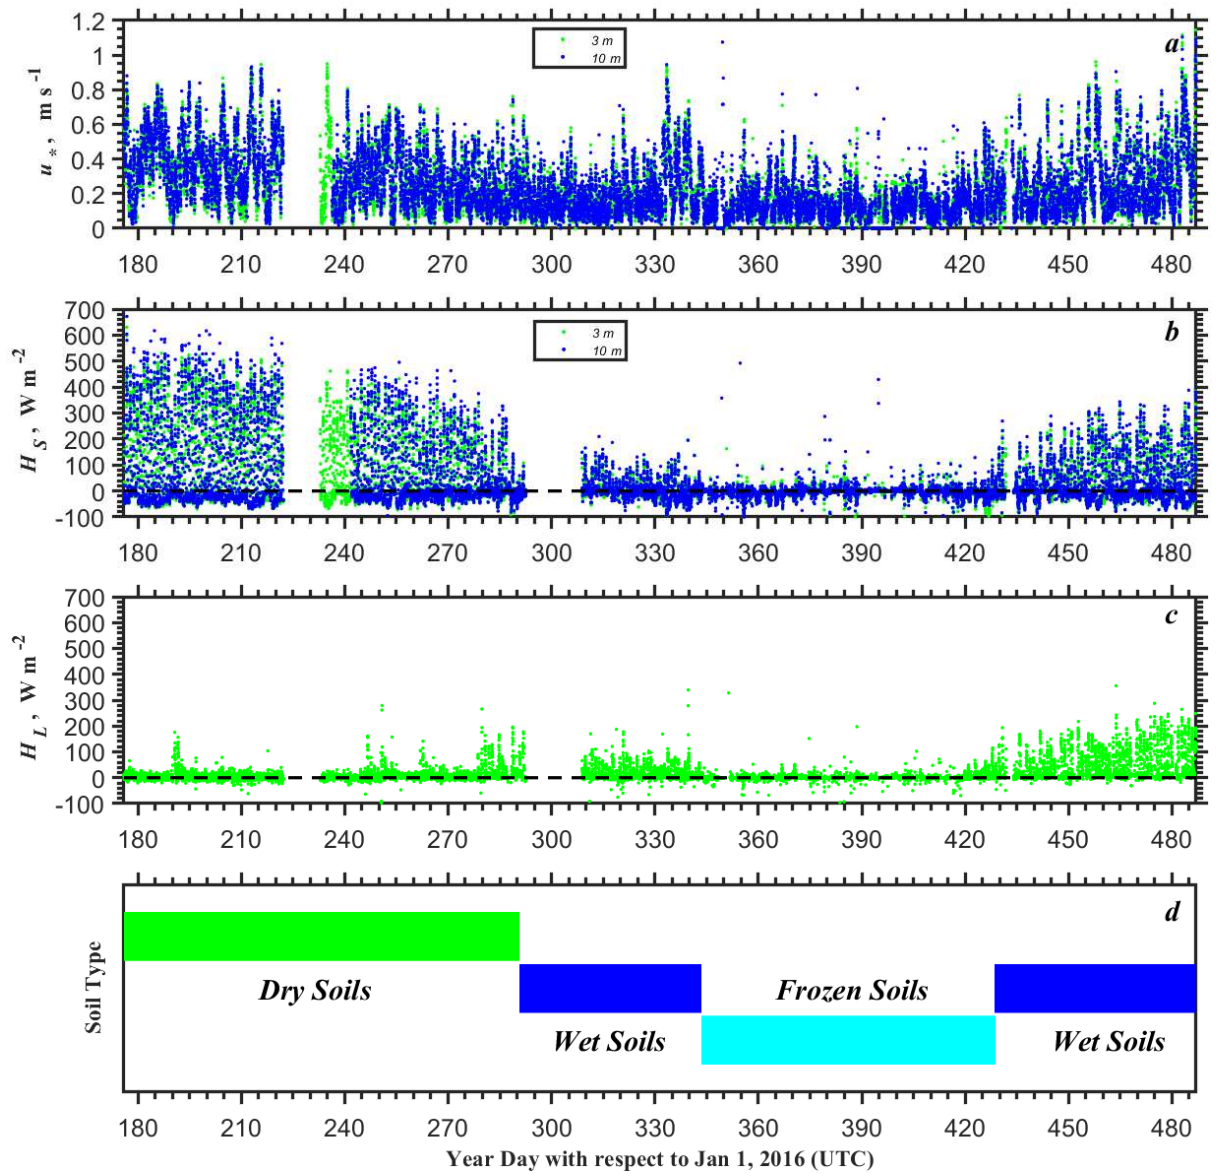 1.2
1
0.8
0.6
0.4
0.2
0
u*, m s-1
3 m
10 m
a
180 210 240 270 300 330 360 390 420 450 480
700
600
500
400
300
200
100
0
-100
HS, W m-2
3 m
10 m
b
180 210 240 270 300 330 360 390 420 450 480
700
600
500
400
300
200
100
0
-100
HL, W m-2
c
180 210 240 270 300 330 360 390 420 450 480
Soil Type
d
Dry Soils
Frozen Soils
Wet Soils
Wet Soils
180 210 240 270 300 330 360 390 420 450 480
Year Day with respect to Jan 1, 2016 (UTC)